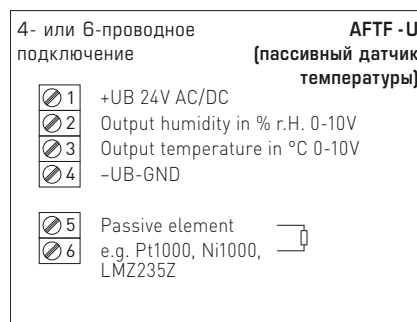 4- или 6-проводное
подключение
AFTF - U
(пассивный датчик
температуры)
1 +UB 24V AC/DC
2 Output humidity in % r.H. 0-10V
3 Output temperature in °C 0-10V
4 –UB-GND
5 Passive element
6 e.g. Pt1000, Ni1000,
LMZ235Z